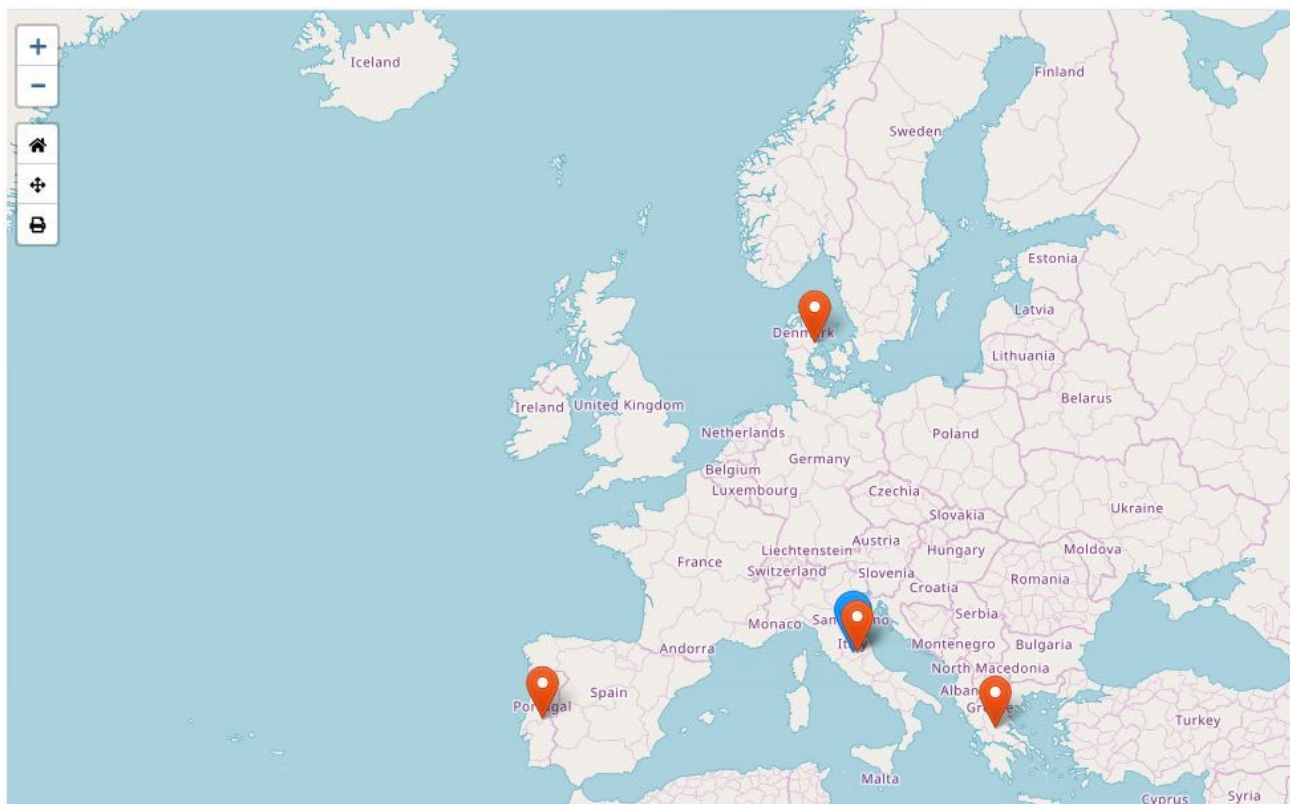 +
−
Iceland
Finland
Sweden
Estonia
Latvia
Denmark
Lithuania
Belarus
Ireland
United Kingdom
Netherlands
Poland
Germany
Belgium
Luxembourg
Czechia
Ukraine
Slovakia
Austria
Liechtenstein
Hungary
Moldova
France
Switzerland
Slovenia
Romania
Croatia
Serbia
Monaco
Italy
Montenegro
Bulgaria
Andorra
North Macedonia
Spain
Portugal
Turkey
Malta
Cyprus
Syria